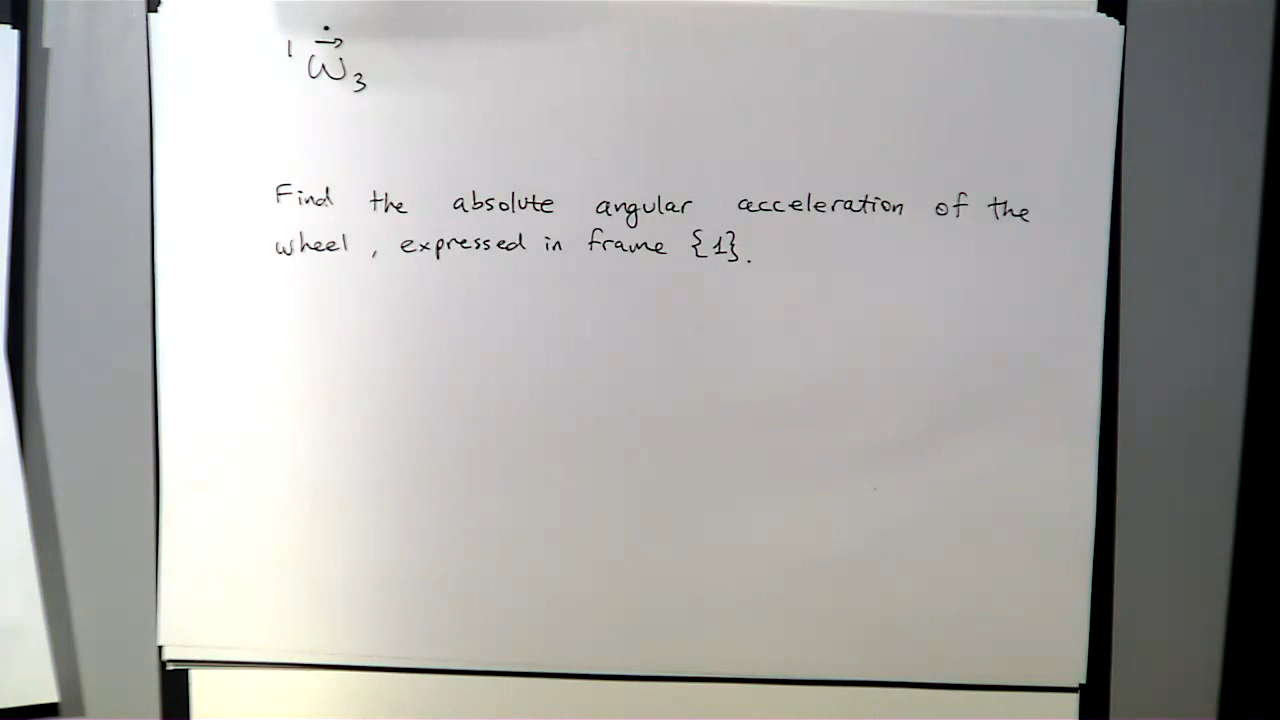 ¹ω⃗̇₃
Find the absolute angular acceleration of the
wheel, expressed in frame {1}.